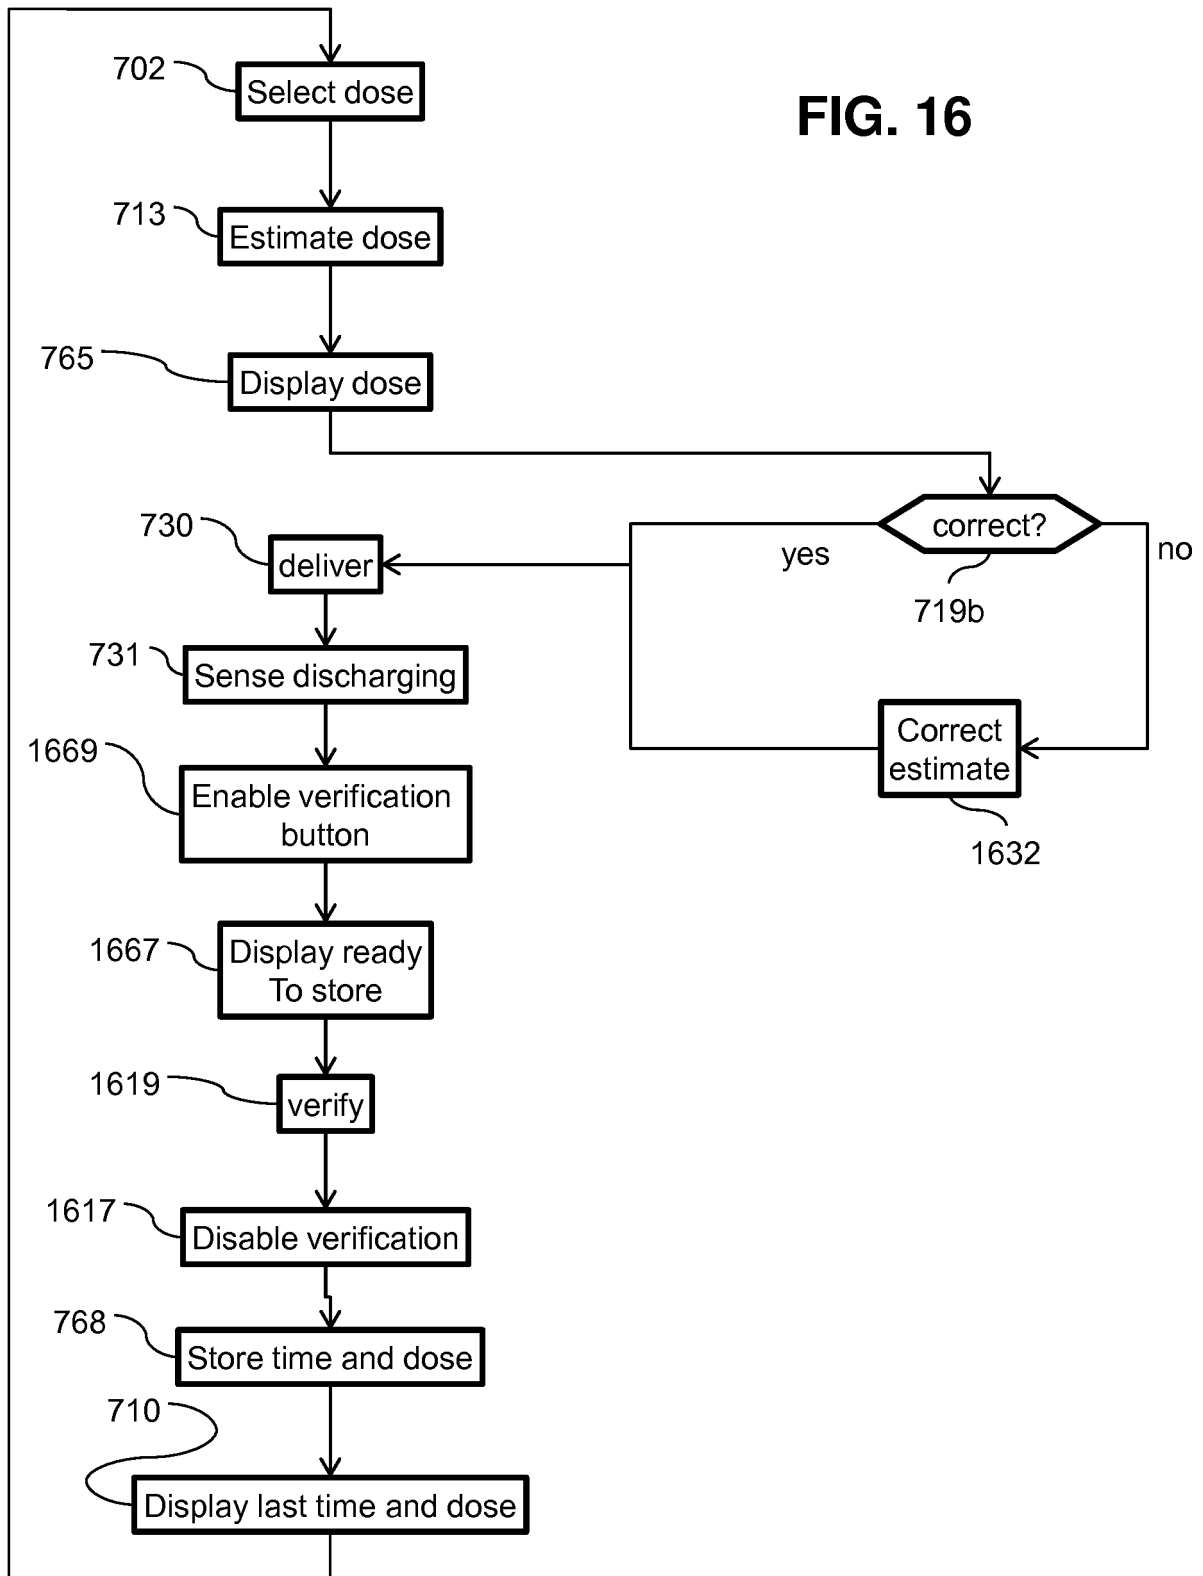 702
Select dose
FIG. 16
713
Estimate dose
765
Display dose
730
deliver
yes
correct?
no
719b
731
Sense discharging
1669
Enable verification
button
Correct
estimate
1632
1667
Display ready
To store
1619
verify
1617
Disable verification
768
Store time and dose
710
Display last time and dose